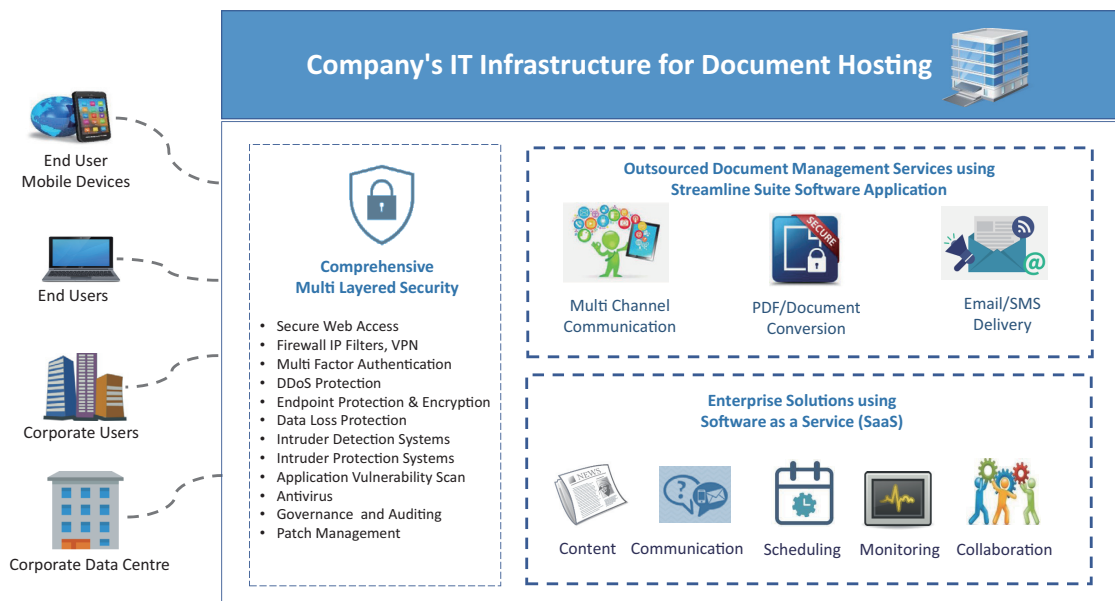 Company's IT Infrastructure for Document Hosting
End User
Mobile Devices
End Users
Corporate Users
Corporate Data Centre
Comprehensive
Multi Layered Security
• Secure Web Access
• Firewall IP Filters, VPN
• Multi Factor Authentication
• DDoS Protection
• Endpoint Protection & Encryption
• Data Loss Protection
• Intruder Detection Systems
• Intruder Protection Systems
• Application Vulnerability Scan
• Antivirus
• Governance and Auditing
• Patch Management
Outsourced Document Management Services using
Streamline Suite Software Application
SECURE
@
Multi Channel
Communication
PDF/Document
Conversion
Email/SMS
Delivery
Enterprise Solutions using
Software as a Service (SaaS)
NEWS
?
Content
Communication
Scheduling
Monitoring
Collaboration